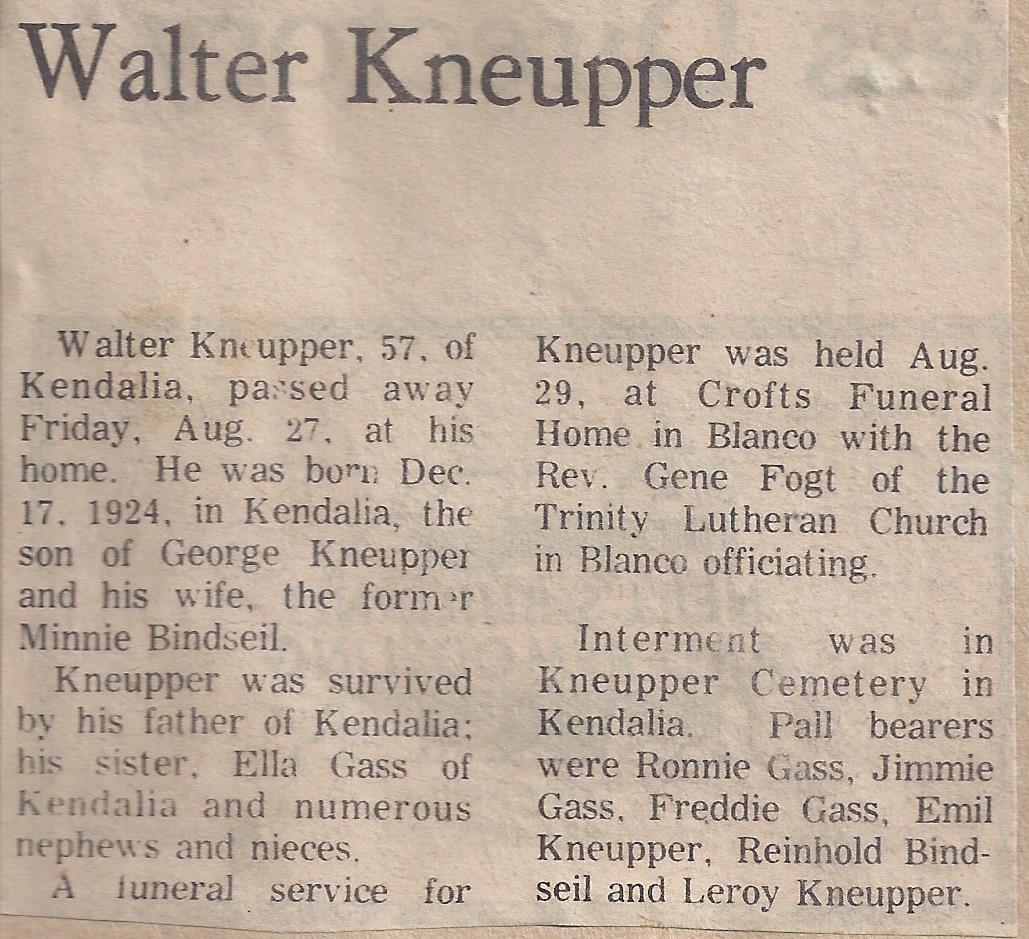 Walter Kneupper
Walter Kneupper, 57, of
Kendalia, passed away
Friday, Aug. 27, at his
home. He was born Dec.
17, 1924, in Kendalia, the
son of George Kneupper
and his wife, the former
Minnie Bindseil.
Kneupper was survived
by his father of Kendalia;
his sister, Ella Gass of
Kendalia and numerous
nephews and nieces.
A funeral service for
Kneupper was held Aug.
29, at Crofts Funeral
Home in Blanco with the
Rev. Gene Fogt of the
Trinity Lutheran Church
in Blanco officiating.
Interment was in
Kneupper Cemetery in
Kendalia. Pall bearers
were Ronnie Gass, Jimmie
Gass, Freddie Gass, Emil
Kneupper, Reinhold Bind-
seil and Leroy Kneupper.